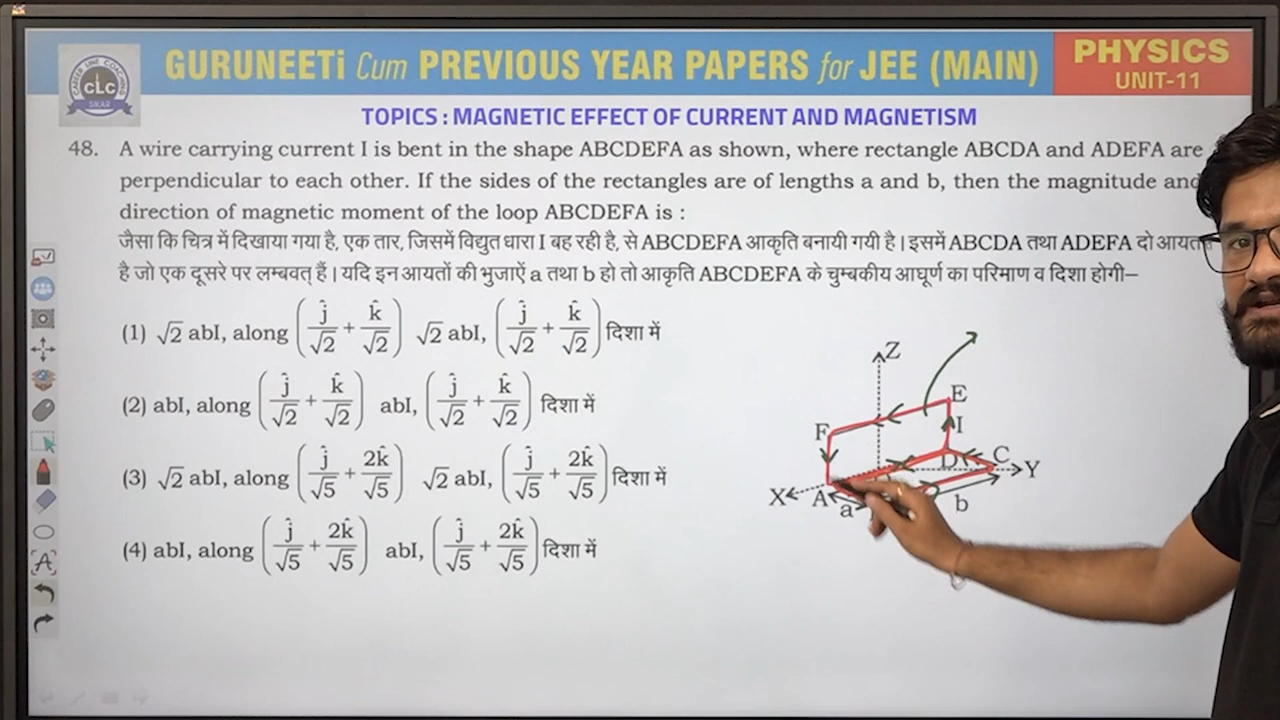 CLC
SIKAR
GURUNEETi Cum PREVIOUS YEAR PAPERS for JEE (MAIN)
PHYSICS
UNIT-11
TOPICS : MAGNETIC EFFECT OF CURRENT AND MAGNETISM
48. A wire carrying current I is bent in the shape ABCDEFA as shown, where rectangle ABCDA and ADEFA are
perpendicular to each other. If the sides of the rectangles are of lengths a and b, then the magnitude and
direction of magnetic moment of the loop ABCDEFA is :
जैसा कि चित्र में दिखाया गया है, एक तार, जिसमें विद्युत धारा I बह रही है, से ABCDEFA आकृति बनायी गयी है। इसमें ABCDA तथा ADEFA दो आयत
है जो एक दूसरे पर लम्बवत् हैं। यदि इन आयतों की भुजाऐं a तथा b हो तो आकृति ABCDEFA के चुम्बकीय आघूर्ण का परिमाण व दिशा होगी–
(1) √2 abI, along (ĵ/√2 + k̂/√2) √2 abI, (ĵ/√2 + k̂/√2) दिशा में
(2) abI, along (ĵ/√2 + k̂/√2) abI, (ĵ/√2 + k̂/√2) दिशा में
(3) √2 abI, along (ĵ/√5 + 2k̂/√5) √2 abI, (ĵ/√5 + 2k̂/√5) दिशा में
(4) abI, along (ĵ/√5 + 2k̂/√5) abI, (ĵ/√5 + 2k̂/√5) दिशा में
Z
E
F
I
D
C
Y
X
A
a
b